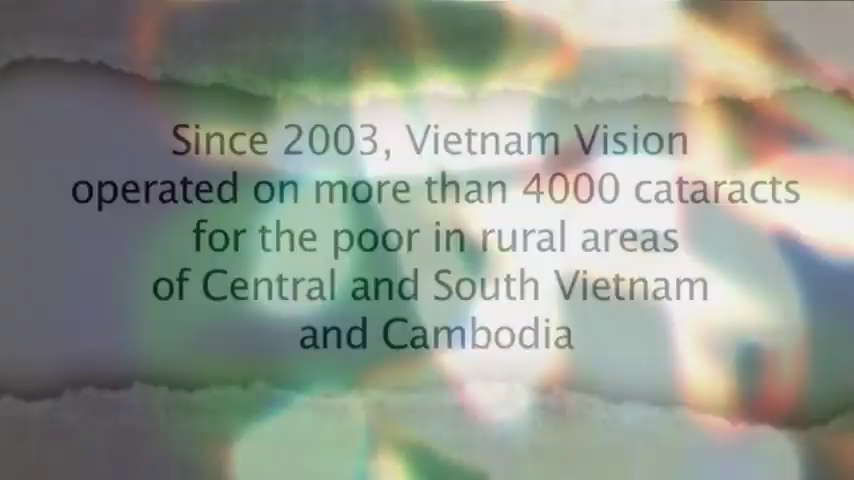 Since 2003, Vietnam Vision
operated on more than 4000 cataracts
for the poor in rural areas
of Central and South Vietnam
and Cambodia